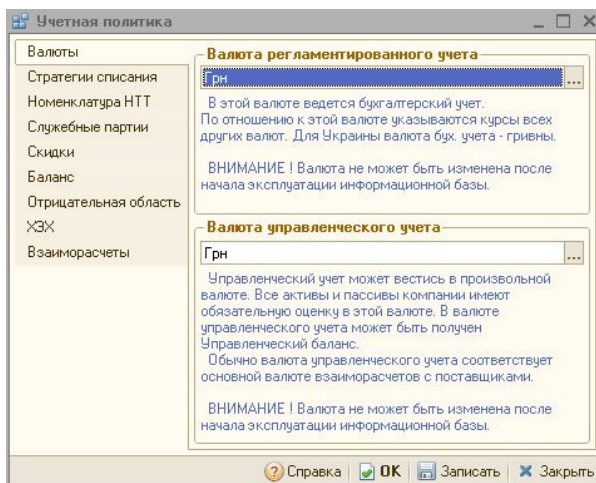 Учетная политика
Валюты
Стратегии списания
Номенклатура НТТ
Служебные партии
Скидки
Баланс
Отрицательная область
ХЭХ
Взаиморасчеты
Валюта регламентированного учета
Грн
...
В этой валюте ведется бухгалтерский учет.
По отношению к этой валюте указываются курсы всех
других валют. Для Украины валюта бух. учета - гривны.
ВНИМАНИЕ ! Валюта не может быть изменена после
начала эксплуатации информационной базы.
Валюта управленческого учета
Грн
...
Управленческий учет может вестись в произвольной
валюте. Все активы и пассивы компании имеют
обязательную оценку в этой валюте. В валюте
управленческого учета может быть получен
Управленческий баланс.
Обычно валюта управленческого учета соответствует
основной валюте взаиморасчетов с поставщиками.
ВНИМАНИЕ ! Валюта не может быть изменена после
начала эксплуатации информационной базы.
Справка OK Записать Закрыть